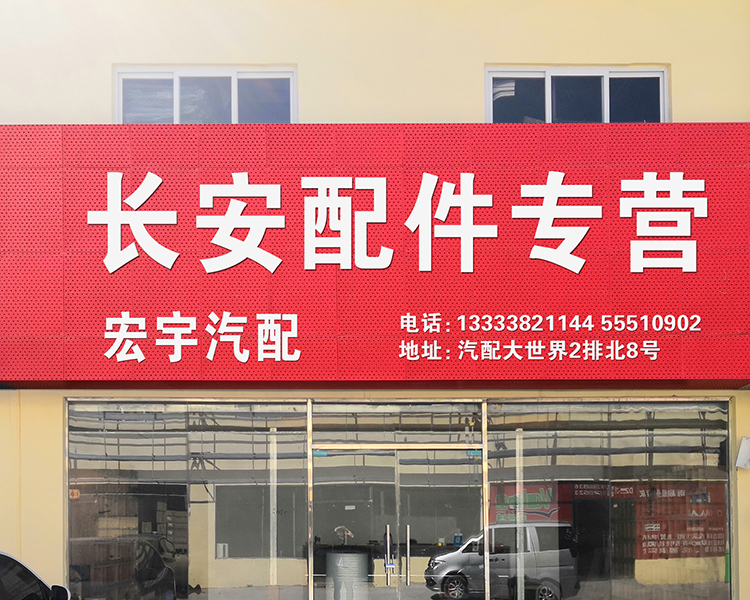 长安配件专营
宏宇汽配
电话: 13333821144 55510902
地址: 汽配大世界2排北8号